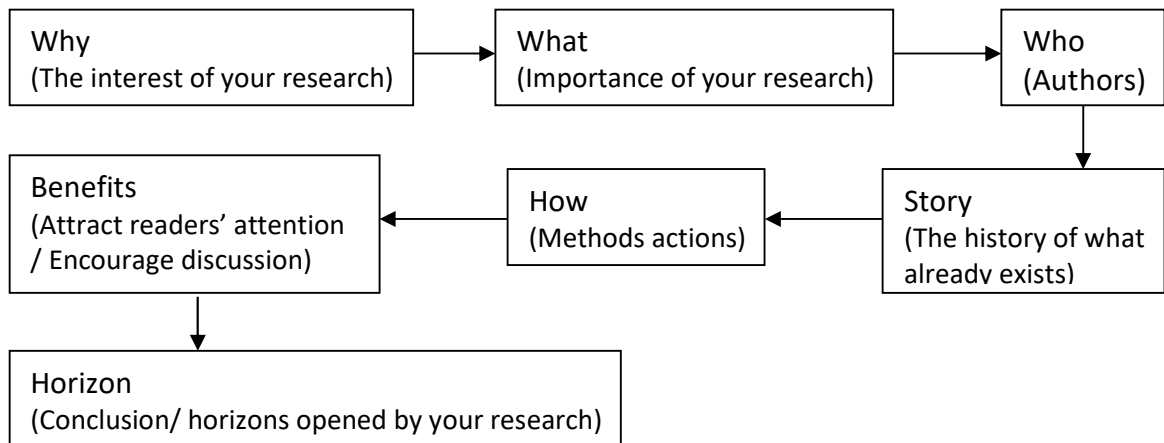 Why
(The interest of your research)
What
(Importance of your research)
Who
(Authors)
Story
(The history of what
already exists)
How
(Methods actions)
Benefits
(Attract readers’ attention
/ Encourage discussion)
Horizon
(Conclusion/ horizons opened by your research)